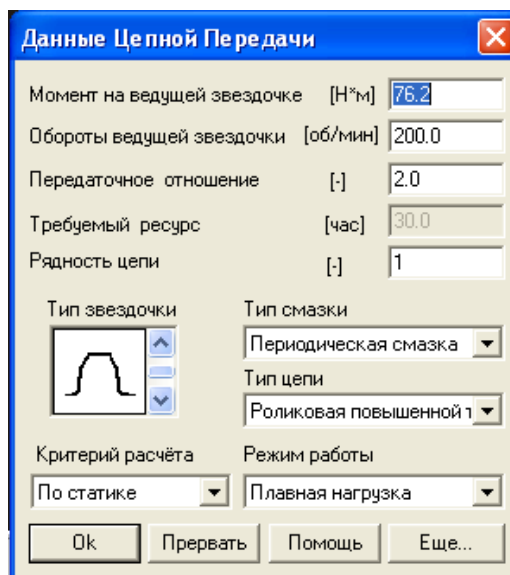 Данные Цепной Передачи
Момент на ведущей звездочке [Н*м] 76.2
Обороты ведущей звездочки [об/мин] 200.0
Передаточное отношение [-] 2.0
Требуемый ресурс [час] 30.0
Рядность цепи [-] 1
Тип звездочки Тип смазки
Периодическая смазка
Тип цепи
Роликовая повышенной т
Критерий расчёта Режим работы
По статике Плавная нагрузка
Ok Прервать Помощь Еще...